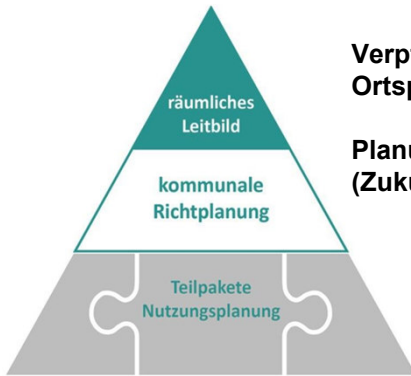 räumliches
Leitbild
kommunale
Richtplanung
Teilpakete
Nutzungsplanung